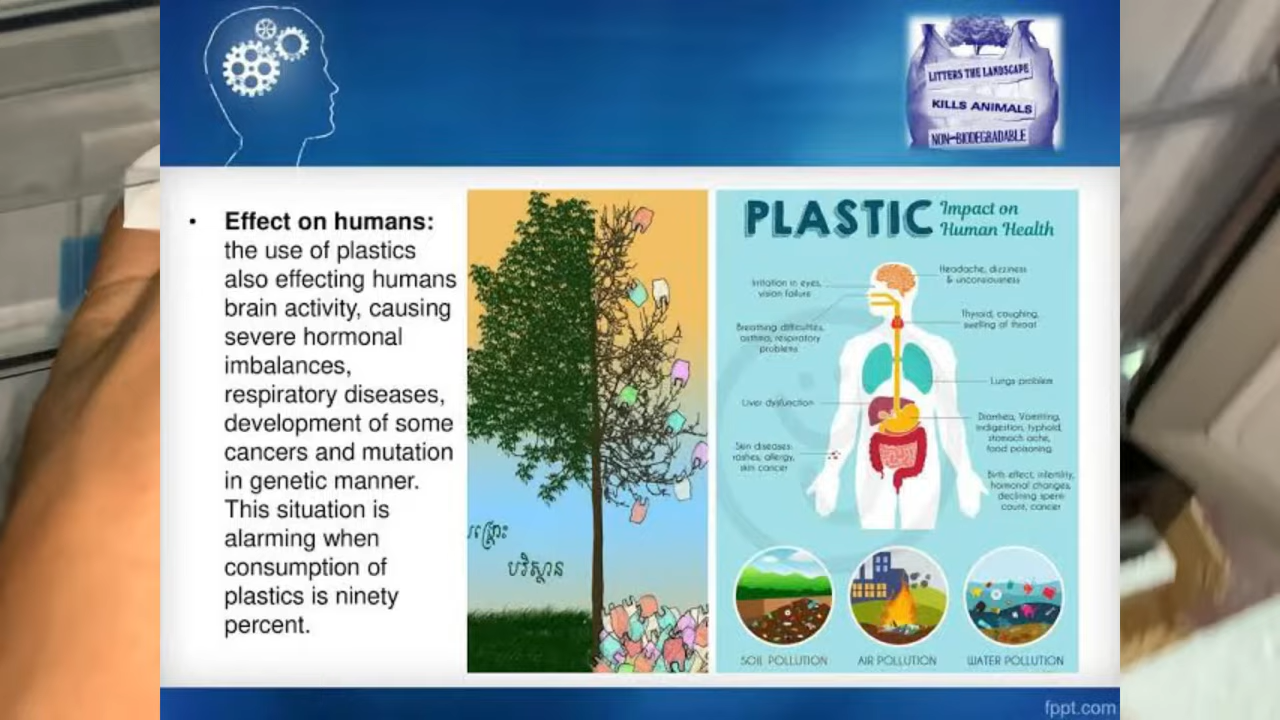 LITTERS THE LANDSCAPE
KILLS ANIMALS
NON-BIODEGRADABLE
• Effect on humans:
the use of plastics
also effecting humans
brain activity, causing
severe hormonal
imbalances,
respiratory diseases,
development of some
cancers and mutation
in genetic manner.
This situation is
alarming when
consumption of
plastics is ninety
percent.
បរិស្ថាន
PLASTIC Impact on
Human Health
Irritation in eyes,
vision failure
Breathing difficulties,
asthma, respiratory
problems
Liver dysfunction
Skin diseases:
rashes, allergy,
skin cancer
Headache, dizziness
& unconsiousness
Thyroid, coughing,
swelling of throat
Lungs problem
Diarrhea, Vomiting,
indigestion, typhoid,
stomach ache,
food poisoning
Birth effect, infertility,
hormonal changes,
declining sperm
count, cancer
SOIL POLLUTION
AIR POLLUTION
WATER POLLUTION
fppt.com